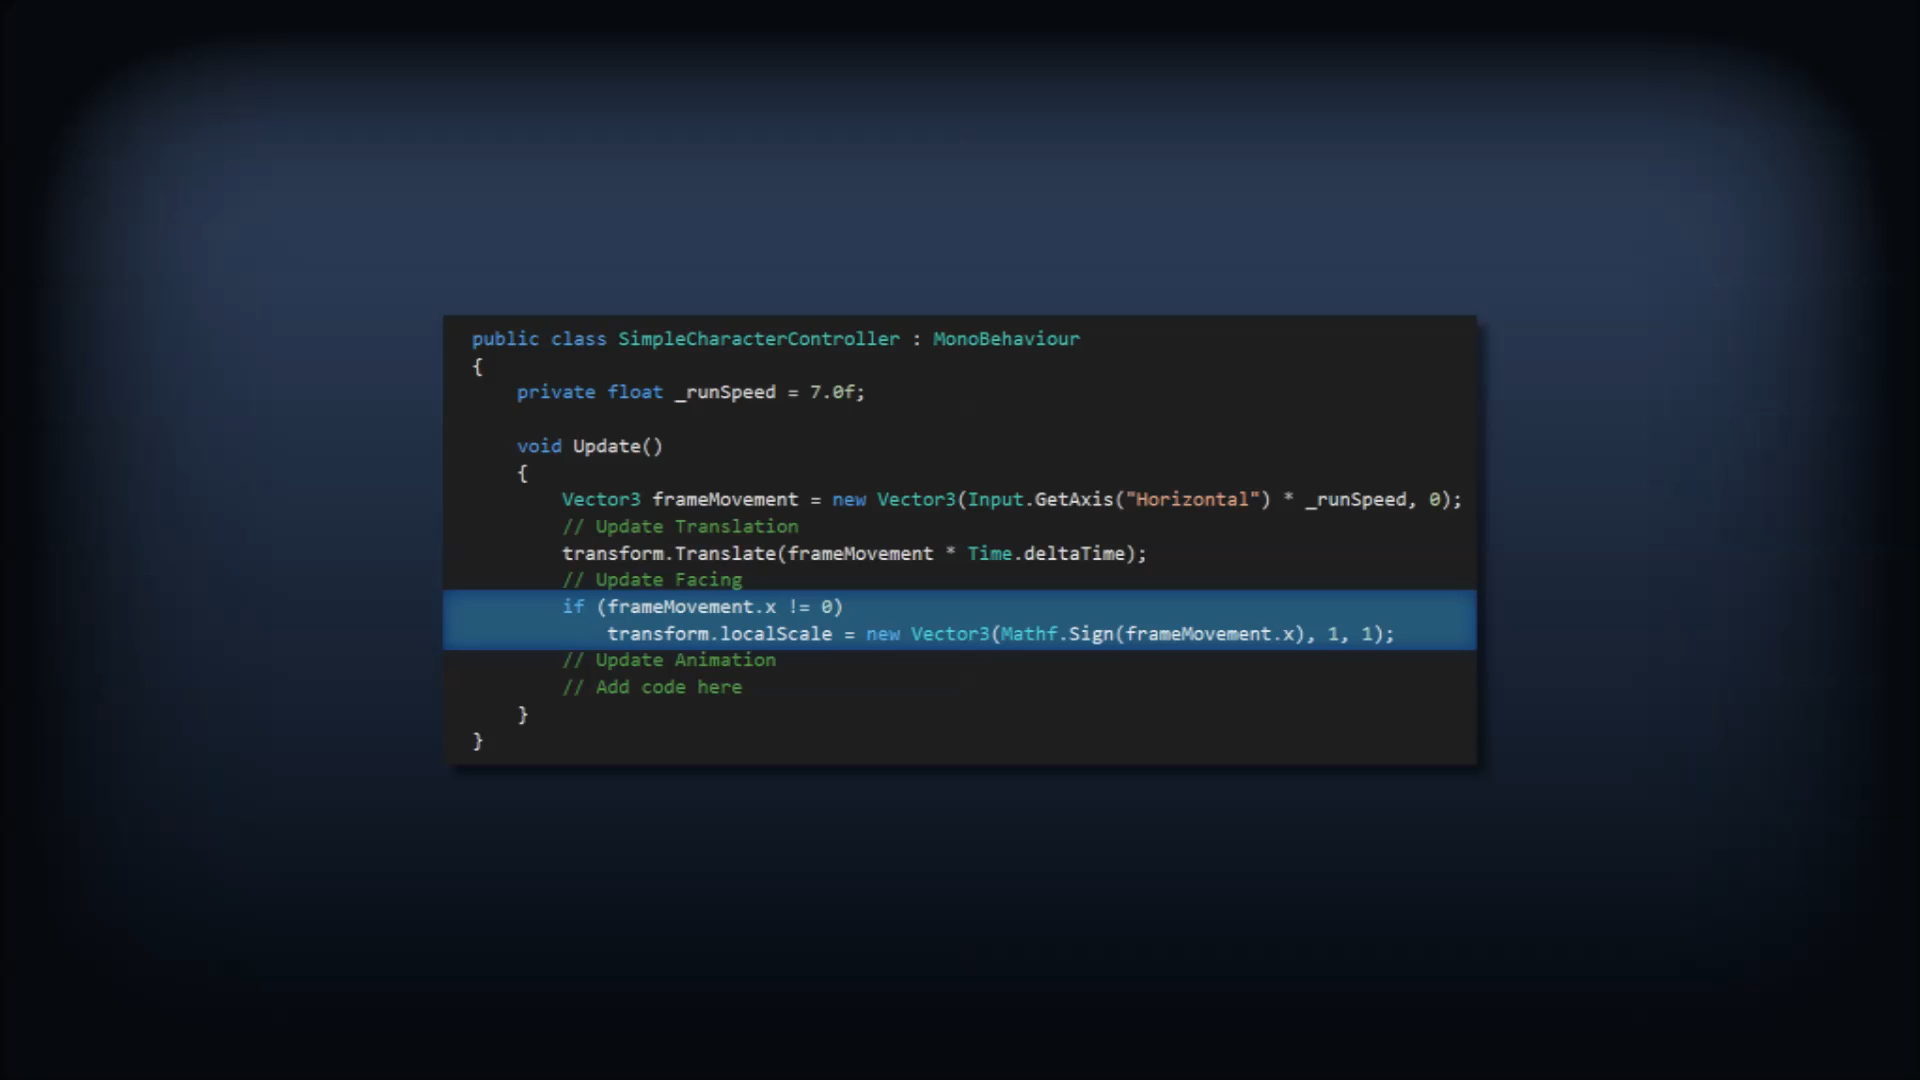 public class SimpleCharacterController : MonoBehaviour
{
    private float _runSpeed = 7.0f;

    void Update()
    {
        Vector3 frameMovement = new Vector3(Input.GetAxis("Horizontal") * _runSpeed, 0);
        // Update Translation
        transform.Translate(frameMovement * Time.deltaTime);
        // Update Facing
        if (frameMovement.x != 0)
            transform.localScale = new Vector3(Mathf.Sign(frameMovement.x), 1, 1);
        // Update Animation
        // Add code here
    }
}